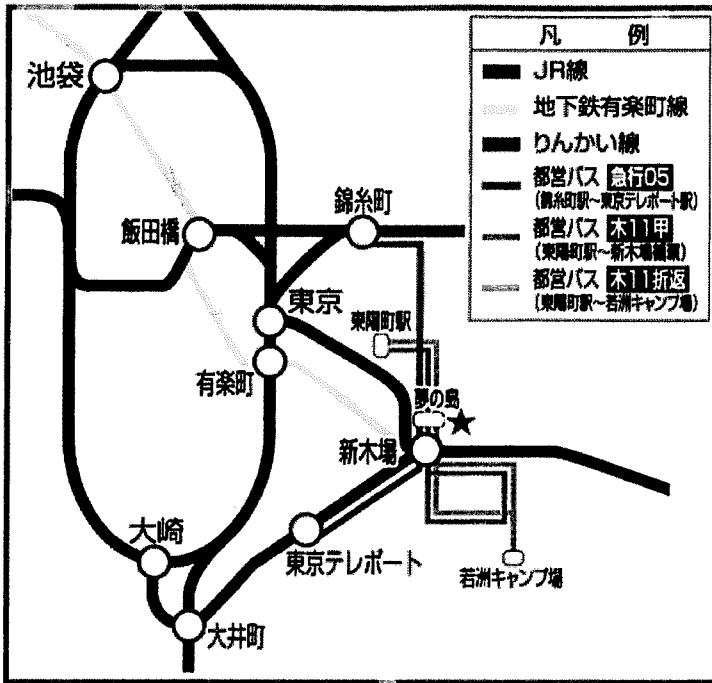 凡 例
JR線
地下鉄有楽町線
りんかい線
都営バス 急行05
(錦糸町駅～東京テレポート駅)
都営バス 木11甲
(東陽町駅～新木場循環)
都営バス 木11折返
(東陽町駅～若洲キャンプ場)
池袋
飯田橋
錦糸町
東京
東陽町駅
有楽町
夢の島
新木場
大崎
東京テレポート
若洲キャンプ場
大井町